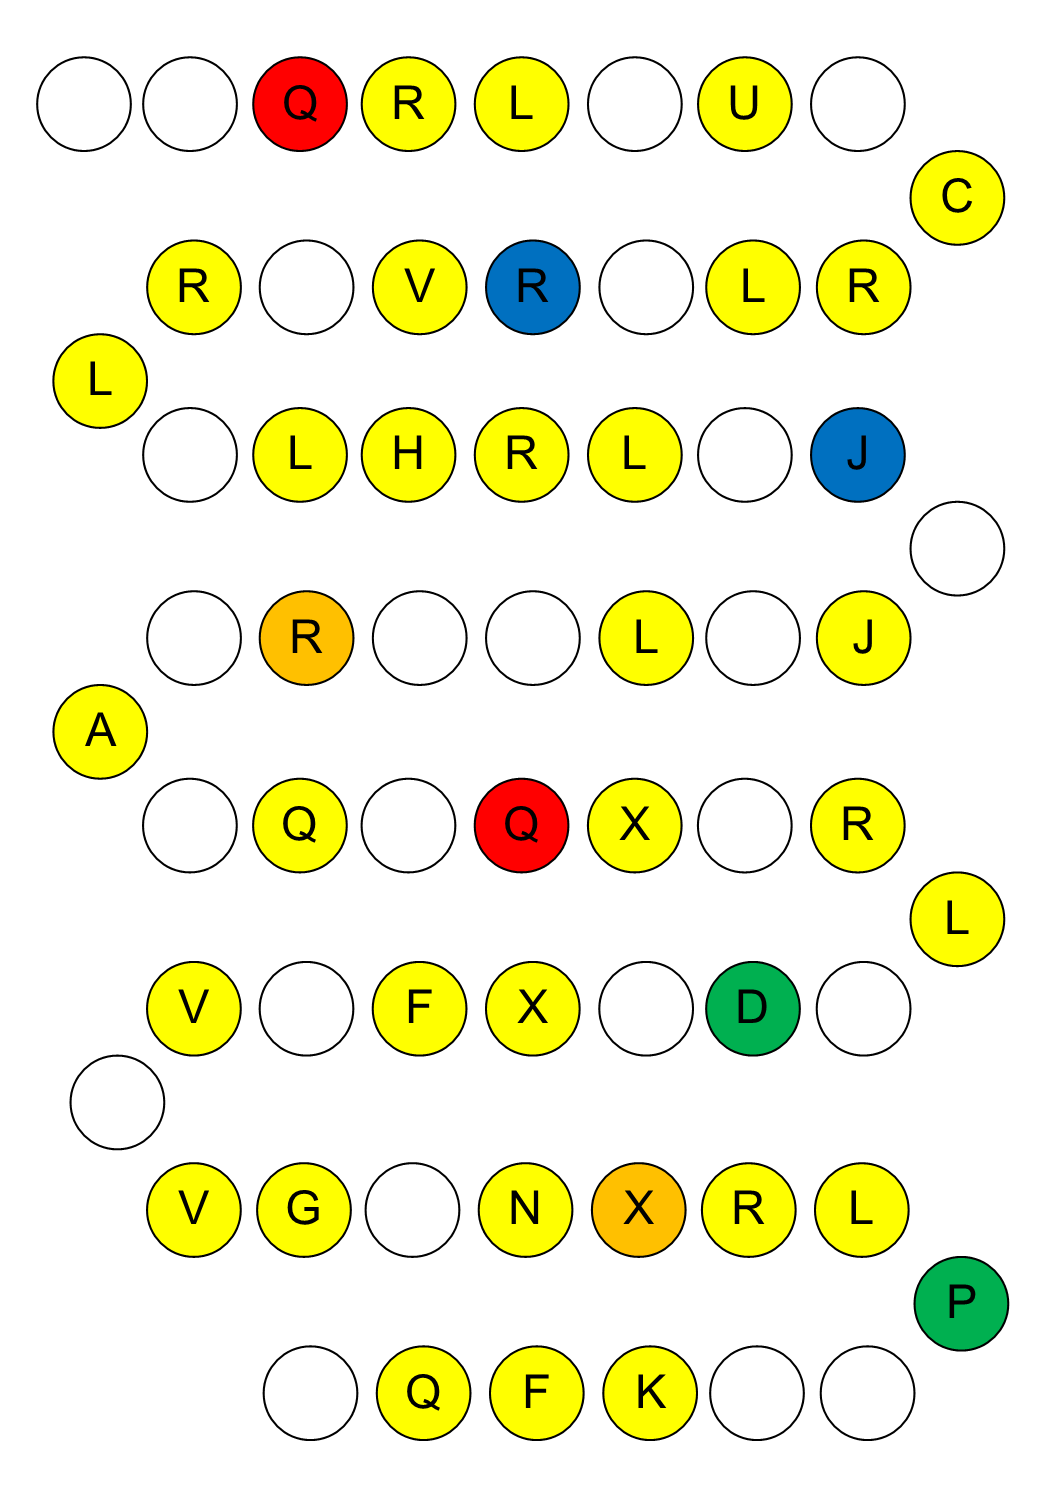 Q R L U
C
R V R L R
L
L H R L J
R L J
A
Q Q X R
L
V F X D
V G N X R L
P
Q F K